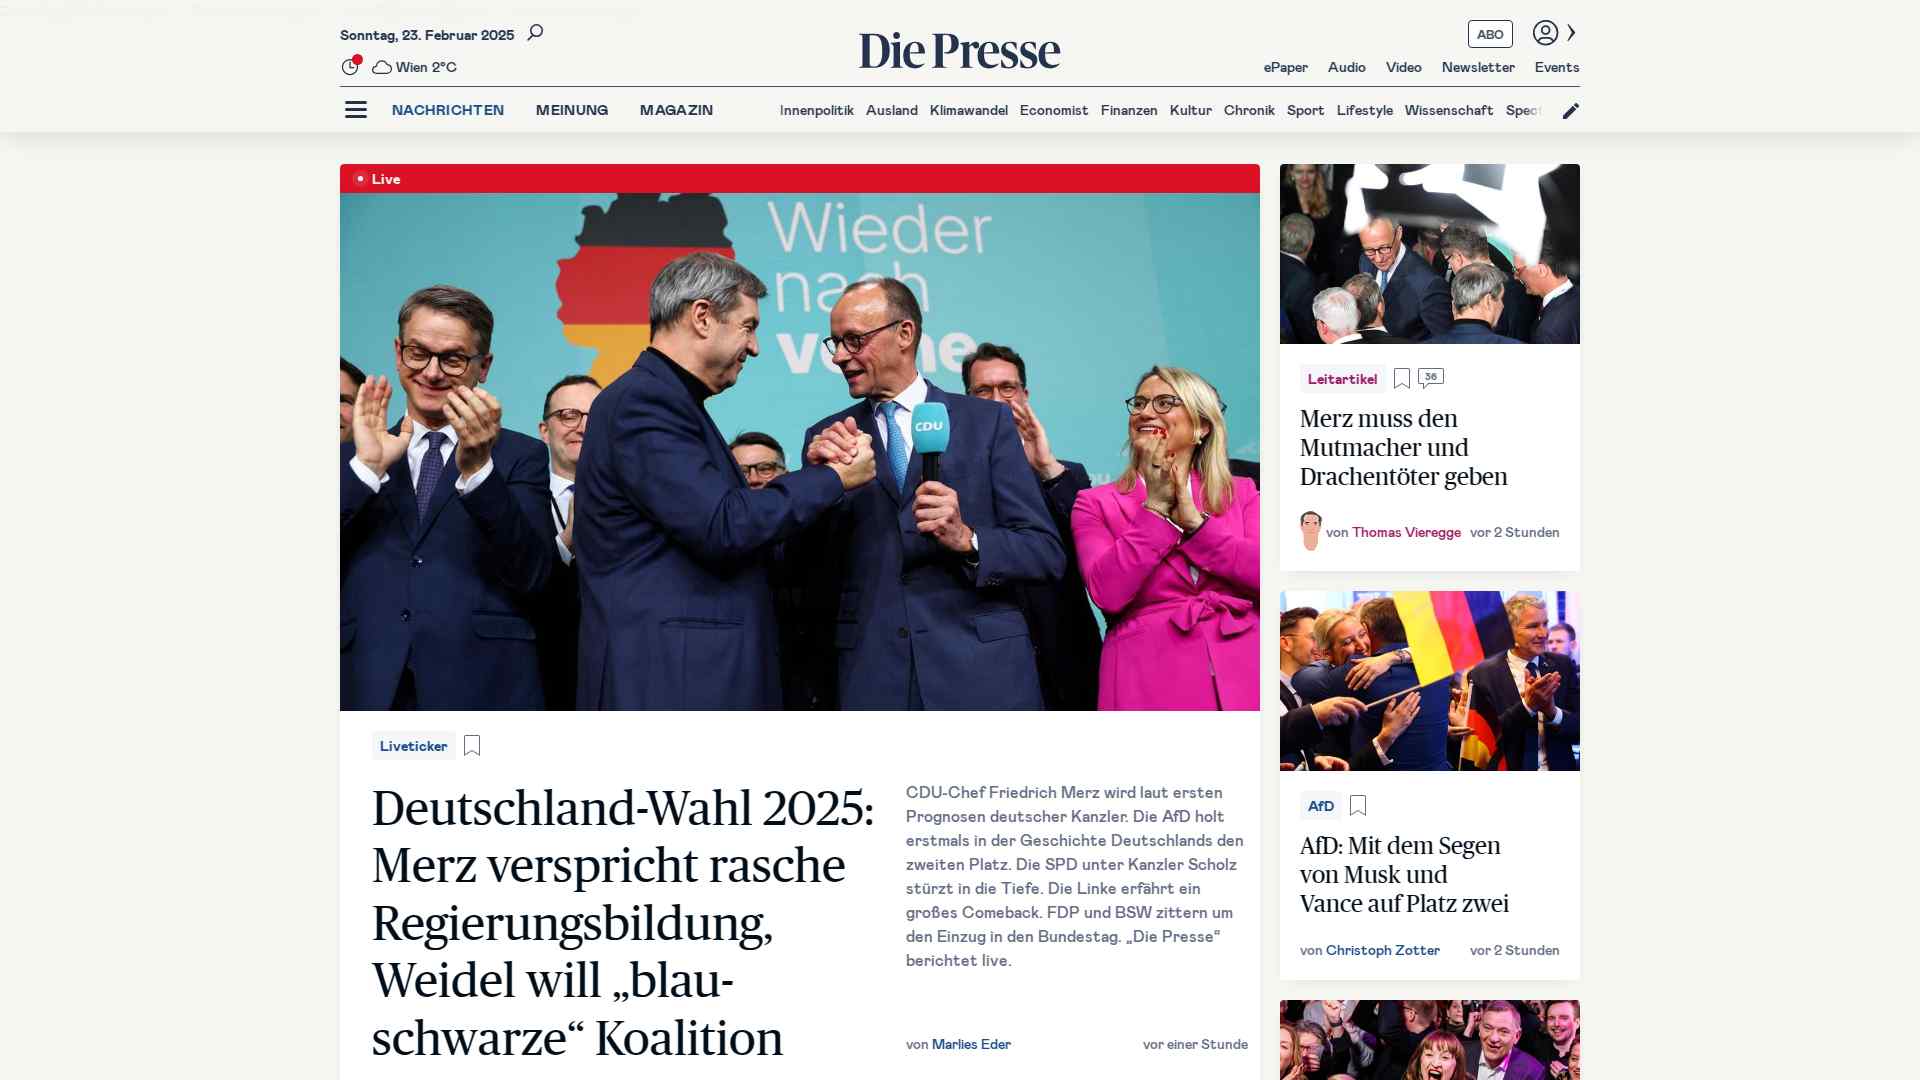 Sonntag, 23. Februar 2025
Wien 2°C
Die Presse
ABO
ePaper Audio Video Newsletter Events
NACHRICHTEN MEINUNG MAGAZIN
Innenpolitik Ausland Klimawandel Economist Finanzen Kultur Chronik Sport Lifestyle Wissenschaft Spect
Live
Wieder
nach
CDU
Liveticker
Deutschland-Wahl 2025:
Merz verspricht rasche
Regierungsbildung,
Weidel will „blau-
schwarze“ Koalition
CDU-Chef Friedrich Merz wird laut ersten
Prognosen deutscher Kanzler. Die AfD holt
erstmals in der Geschichte Deutschlands den
zweiten Platz. Die SPD unter Kanzler Scholz
stürzt in die Tiefe. Die Linke erfährt ein
großes Comeback. FDP und BSW zittern um
den Einzug in den Bundestag. „Die Presse“
berichtet live.
von Marlies Eder vor einer Stunde
Leitartikel 36
Merz muss den
Mutmacher und
Drachentöter geben
von Thomas Vieregge vor 2 Stunden
AfD
AfD: Mit dem Segen
von Musk und
Vance auf Platz zwei
von Christoph Zotter vor 2 Stunden